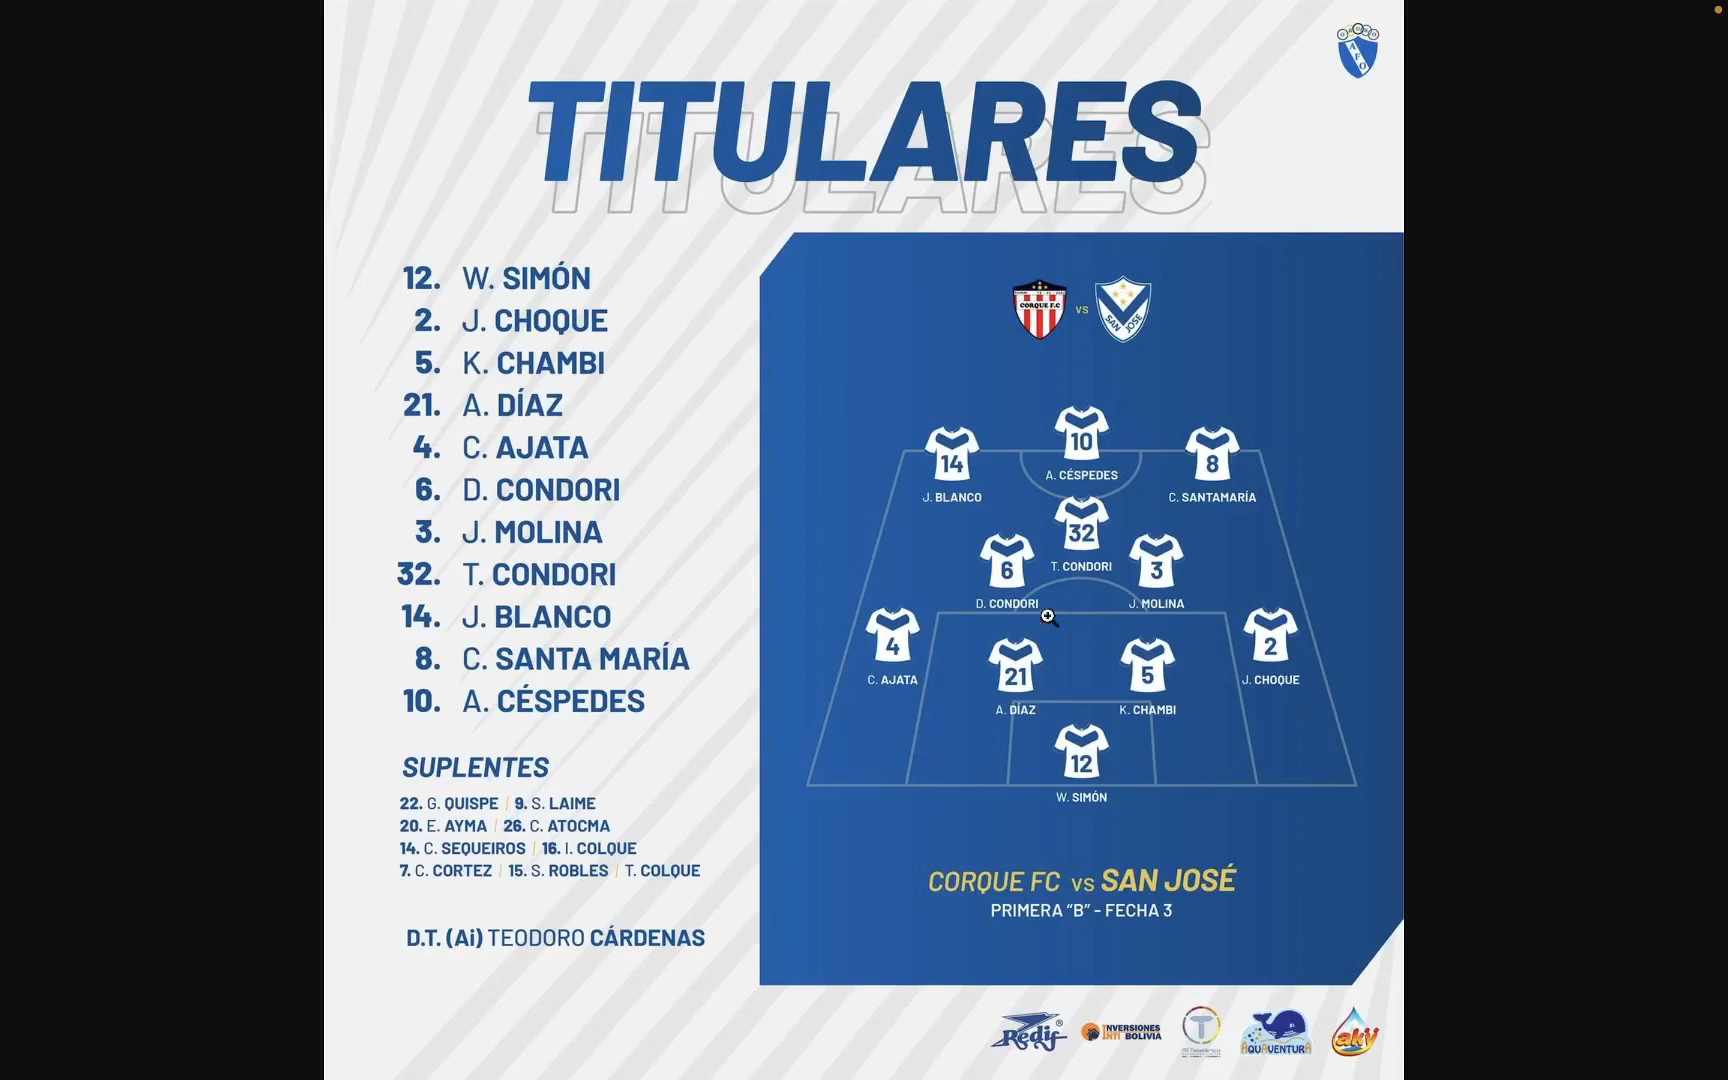 TITULARES
TITULARES
12. W. SIMÓN
2. J. CHOQUE
5. K. CHAMBI
21. A. DÍAZ
4. C. AJATA
6. D. CONDORI
3. J. MOLINA
32. T. CONDORI
14. J. BLANCO
8. C. SANTA MARÍA
10. A. CÉSPEDES
SUPLENTES
22. G. QUISPE / 9. S. LAIME
20. E. AYMA / 26. C. ATOCMA
14. C. SEQUEIROS / 16. I. COLQUE
7. C. CORTEZ / 15. S. ROBLES / T. COLQUE
D.T. (Ai) TEODORO CÁRDENAS
AFO
CORQUE F.C
VS
SAN JOSE
10
A. CÉSPEDES
14
J. BLANCO
8
C. SANTAMARÍA
32
T. CONDORI
6
D. CONDORI
3
J. MOLINA
4
C. AJATA
2
J. CHOQUE
21
A. DÍAZ
5
K. CHAMBI
12
W. SIMÓN
CORQUE FC VS SAN JOSÉ
PRIMERA “B” - FECHA 3
Redif ®
INVERSIONES
INTI BOLIVIA
Mi Teleférico
AQUAVENTURA
aky